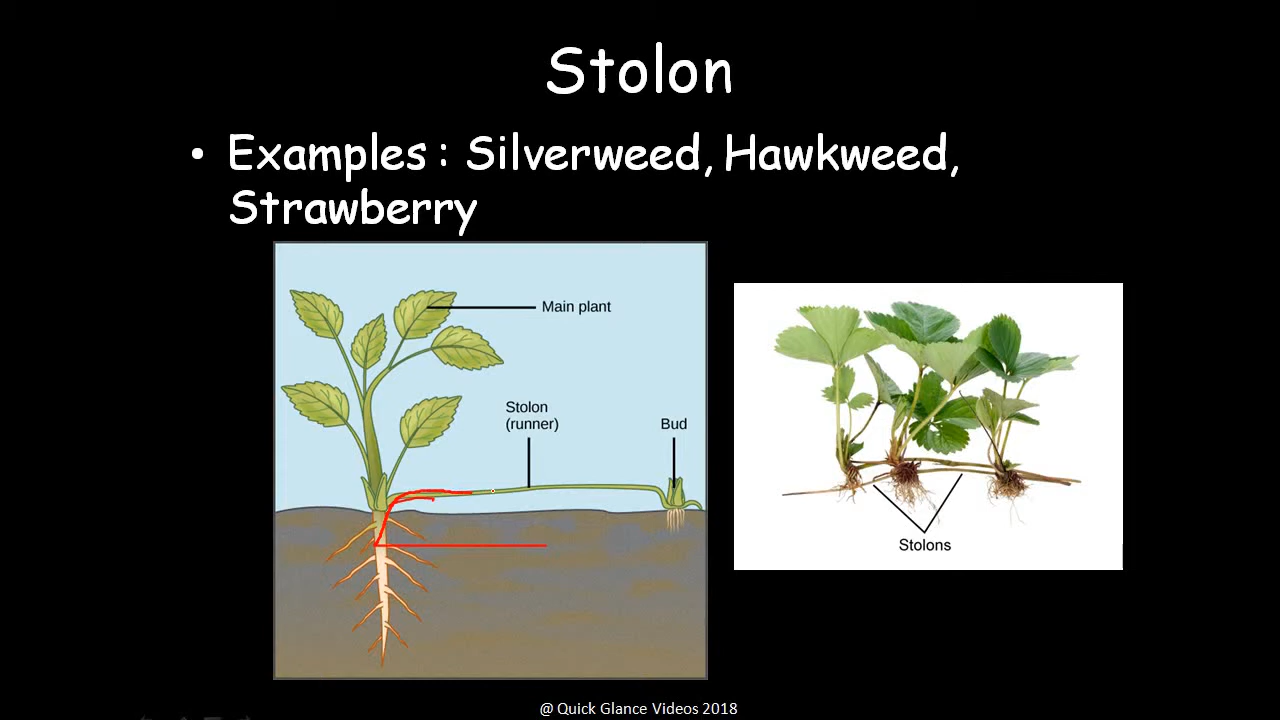 Stolon
• Examples : Silverweed, Hawkweed,
Strawberry
Main plant
Stolon
(runner)
Bud
Stolons
@ Quick Glance Videos 2018